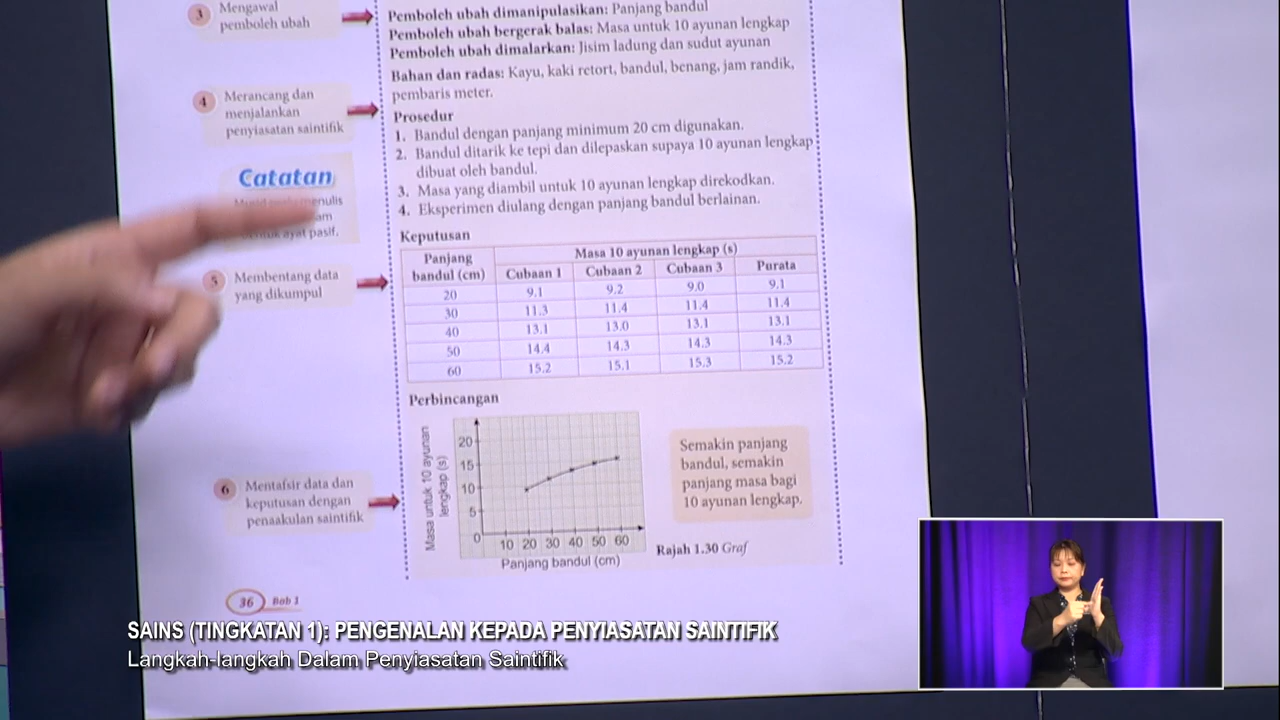 3 Mengawal
pemboleh ubah
Pemboleh ubah dimanipulasikan: Panjang bandul
Pemboleh ubah bergerak balas: Masa untuk 10 ayunan lengkap
Pemboleh ubah dimalarkan: Jisim ladung dan sudut ayunan
Bahan dan radas: Kayu, kaki retort, bandul, benang, jam randik,
pembaris meter.
4 Merancang dan
menjalankan
penyiasatan saintifik
Prosedur
1. Bandul dengan panjang minimum 20 cm digunakan.
2. Bandul ditarik ke tepi dan dilepaskan supaya 10 ayunan lengkap
dibuat oleh bandul.
3. Masa yang diambil untuk 10 ayunan lengkap direkodkan.
4. Eksperimen diulang dengan panjang bandul berlainan.
Catatan
menulis
ayat pasif.
5 Membentang data
yang dikumpul
Keputusan
Panjang bandul (cm) Masa 10 ayunan lengkap (s)
Cubaan 1 Cubaan 2 Cubaan 3 Purata
20 9.1 9.2 9.0 9.1
30 11.3 11.4 11.4 11.4
40 13.1 13.0 13.1 13.1
50 14.4 14.3 14.3 14.3
60 15.2 15.1 15.3 15.2
Perbincangan
6 Mentafsir data dan
keputusan dengan
penaakulan saintifik
Masa untuk 10 ayunan
lengkap (s)
20
15
10
5
0
10 20 30 40 50 60
Panjang bandul (cm)
Semakin panjang
bandul, semakin
panjang masa bagi
10 ayunan lengkap.
Rajah 1.30 Graf
36 Bab 1
SAINS (TINGKATAN 1): PENGENALAN KEPADA PENYIASATAN SAINTIFIK
Langkah-langkah Dalam Penyiasatan Saintifik